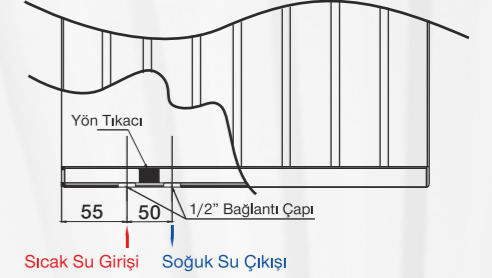 Yön Tıkacı
55
50
1/2” Bağlantı Çapı
Sıcak Su Girişi
Soğuk Su Çıkışı